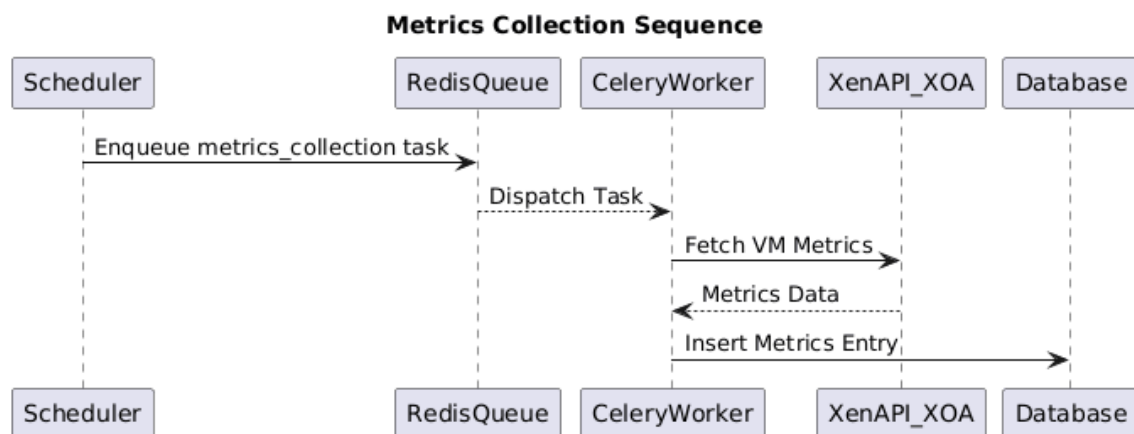 Metrics Collection Sequence
Scheduler RedisQueue CeleryWorker XenAPI_XOA Database
Enqueue metrics_collection task
Dispatch Task
Fetch VM Metrics
Metrics Data
Insert Metrics Entry
Scheduler RedisQueue CeleryWorker XenAPI_XOA Database